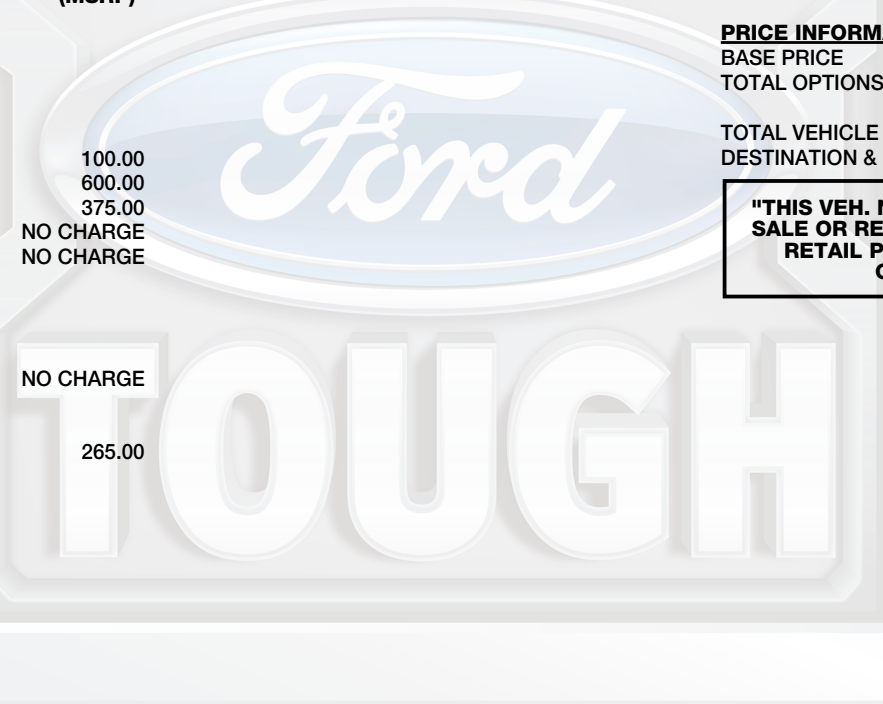 (MSRP)
100.00
600.00
375.00
NO CHARGE
NO CHARGE
NO CHARGE
265.00
PRICE INFORM
BASE PRICE
TOTAL OPTIONS
TOTAL VEHICLE
DESTINATION &
"THIS VEH.
SALE OR RE
RETAIL P
Ford
TOUGH